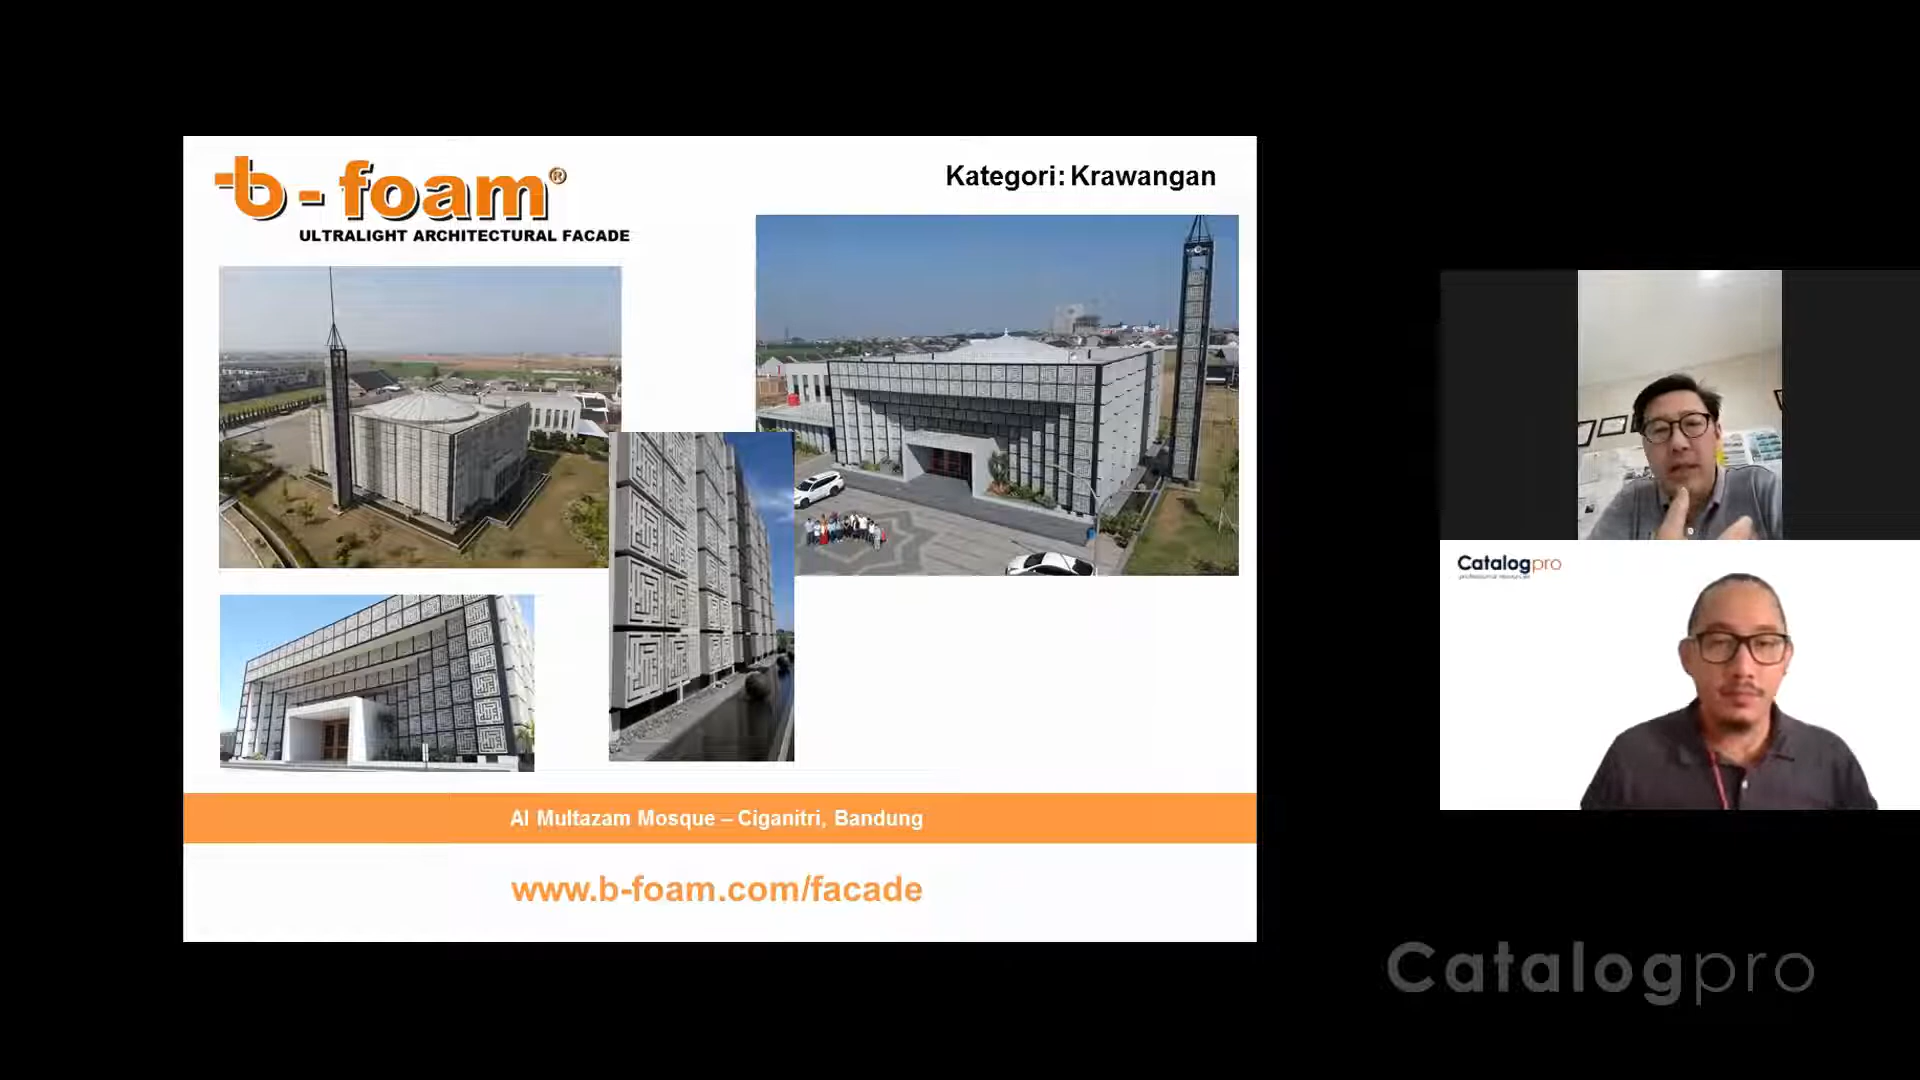 b-foam®
ULTRALIGHT ARCHITECTURAL FACADE
Kategori: Krawangan
Al Multazam Mosque – Ciganitri, Bandung
www.b-foam.com/facade
Catalogpro
Catalogpro